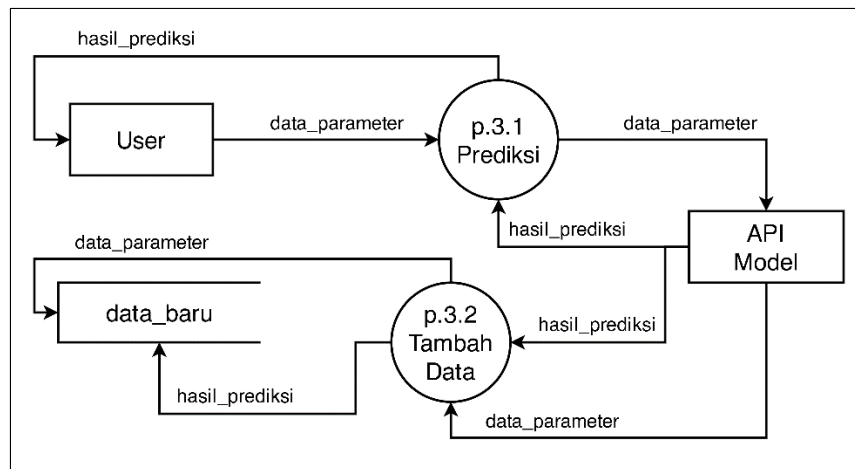 hasil_prediksi
User
data_parameter
p.3.1
Prediksi
data_parameter
data_parameter
hasil_prediksi
API
Model
data_baru
p.3.2
Tambah
Data
hasil_prediksi
hasil_prediksi
data_parameter